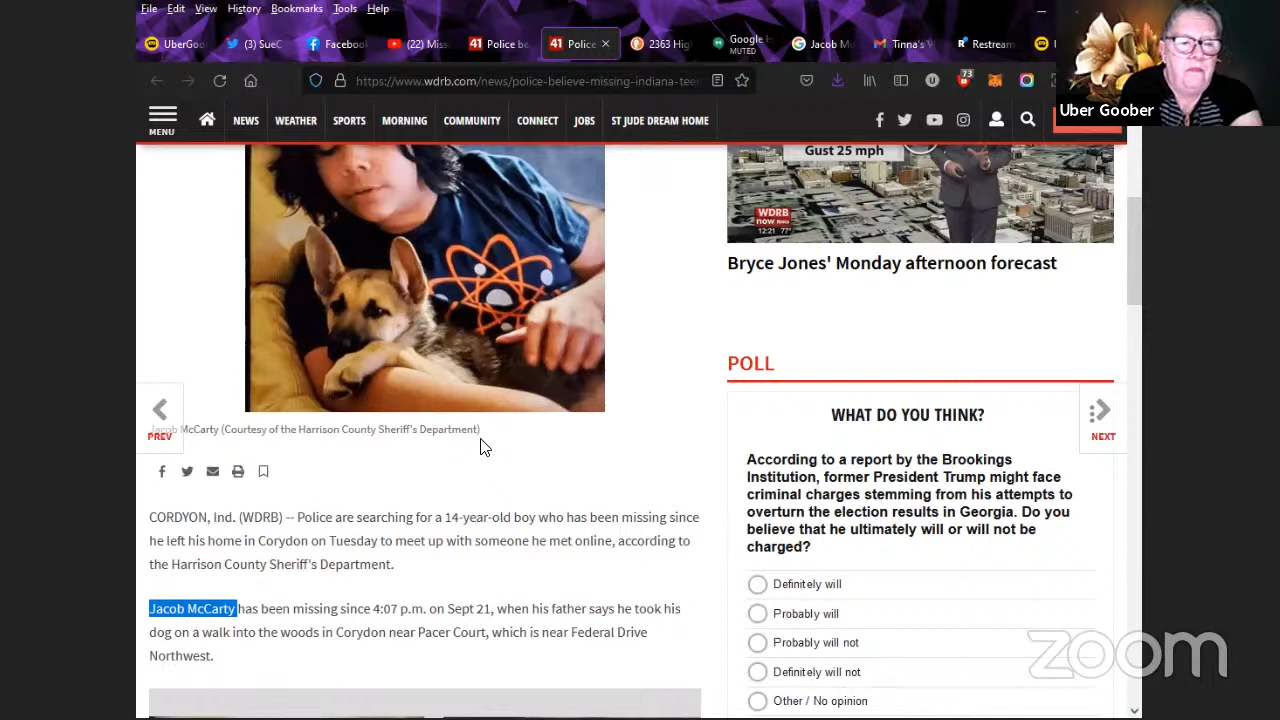 File Edit View History Bookmarks Tools Help
UberGoo
(2) SueC
Facebook
(22) Miss
41 Police be
41 Police
2363 High
Google H
MUTED
Jacob Mc
Tinna's
Restream
https://www.wdrb.com/news/police-believe-missing-indiana-tee
73
Uber Goober
MENU
NEWS
WEATHER
SPORTS
MORNING
COMMUNITY
CONNECT
JOBS
ST JUDE DREAM HOME
Gust 25 mph
WDRB
now
12:21 77°
Bryce Jones' Monday afternoon forecast
POLL
WHAT DO YOU THINK?
According to a report by the Brookings
Institution, former President Trump might face
criminal charges stemming from his attempts to
overturn the election results in Georgia. Do you
believe that he ultimately will or will not be
charged?
Definitely will
Probably will
Probably will not
Definitely will not
Other / No opinion
PREV
NEXT
Jacob McCarty (Courtesy of the Harrison County Sheriff's Department)
CORDYON, Ind. (WDRB) -- Police are searching for a 14-year-old boy who has been missing since
he left his home in Corydon on Tuesday to meet up with someone he met online, according to
the Harrison County Sheriff's Department.
Jacob McCarty has been missing since 4:07 p.m. on Sept 21, when his father says he took his
dog on a walk into the woods in Corydon near Pacer Court, which is near Federal Drive
Northwest.
zoom